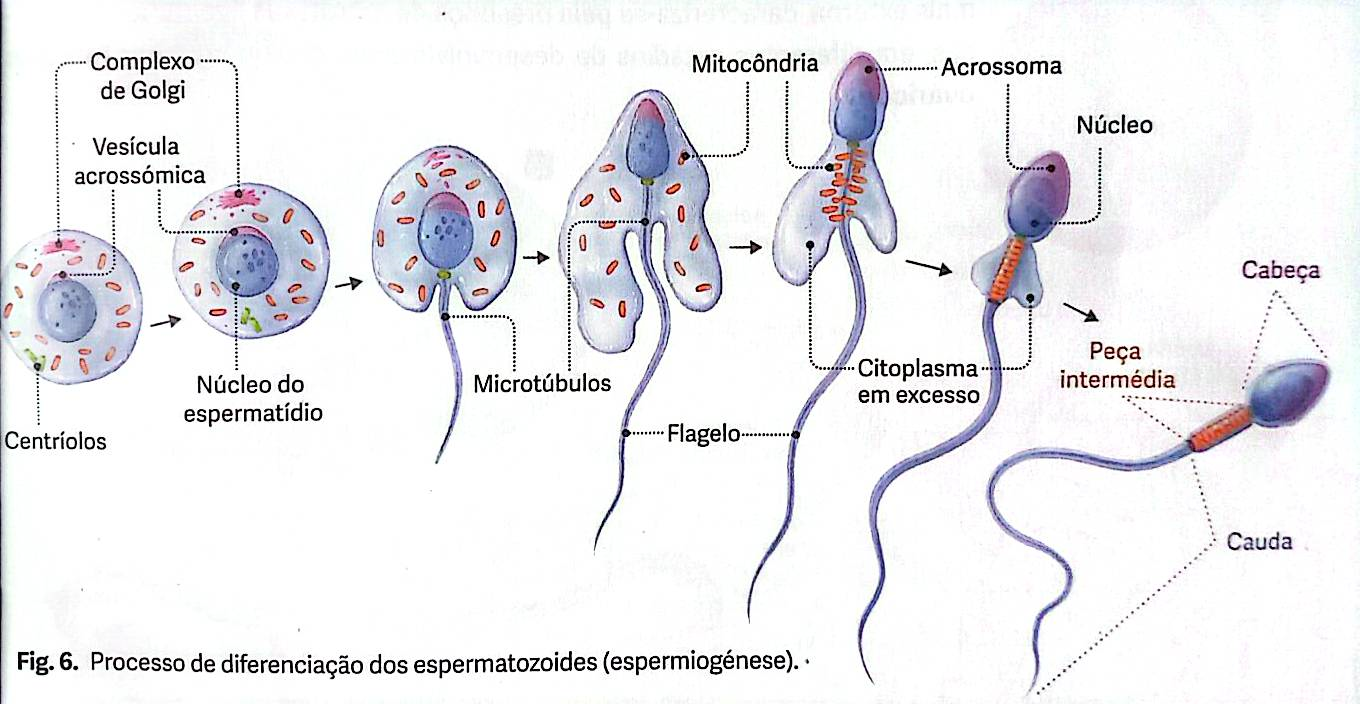 Complexo
de Golgi
Vesícula
acrossómica
Mitocôndria
Acrossoma
Núcleo
Centríolos
Núcleo do
espermatídio
Microtúbulos
Flagelo
Citoplasma
em excesso
Cabeça
Peça
intermédia
Cauda
Fig. 6. Processo de diferenciação dos espermatozoides (espermiogénese).